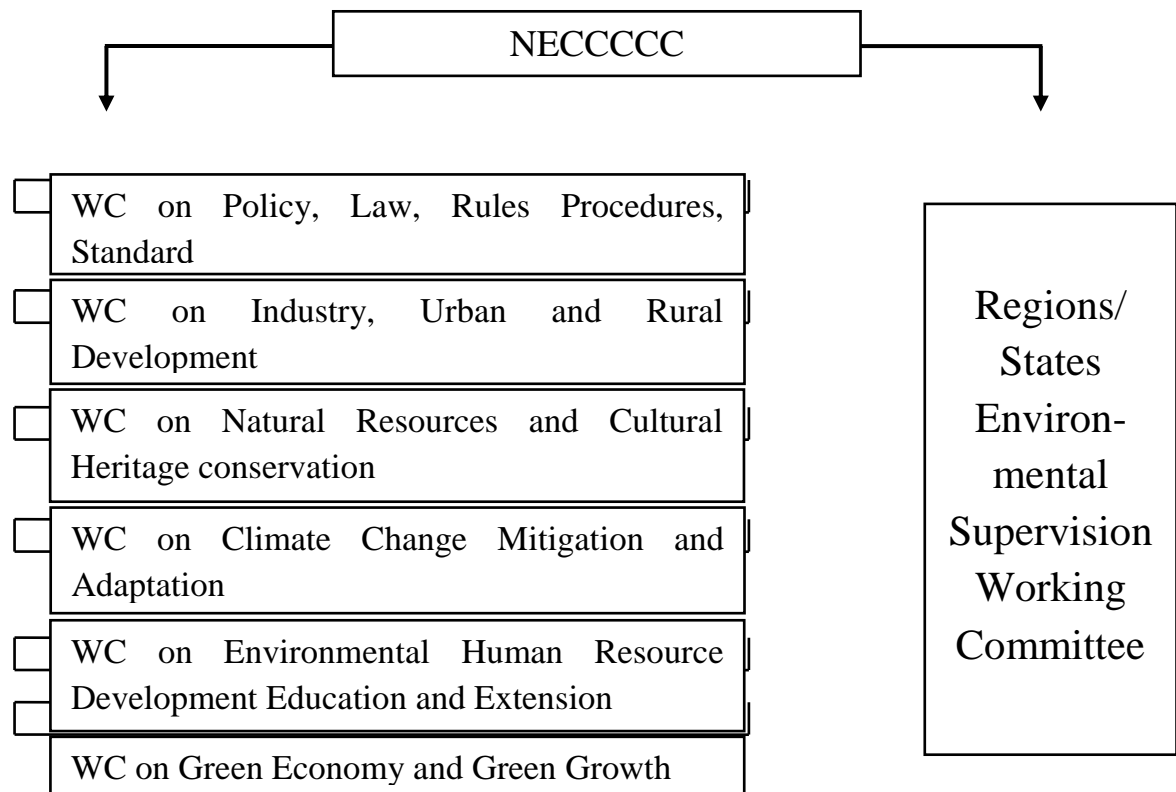 NECCCCC
WC on Policy, Law, Rules Procedures,
Standard
WC on Industry, Urban and Rural
Development
WC on Natural Resources and Cultural
Heritage conservation
WC on Climate Change Mitigation and
Adaptation
WC on Environmental Human Resource
Development Education and Extension
WC on Green Economy and Green Growth
Regions/
States
Environ-
mental
Supervision
Working
Committee